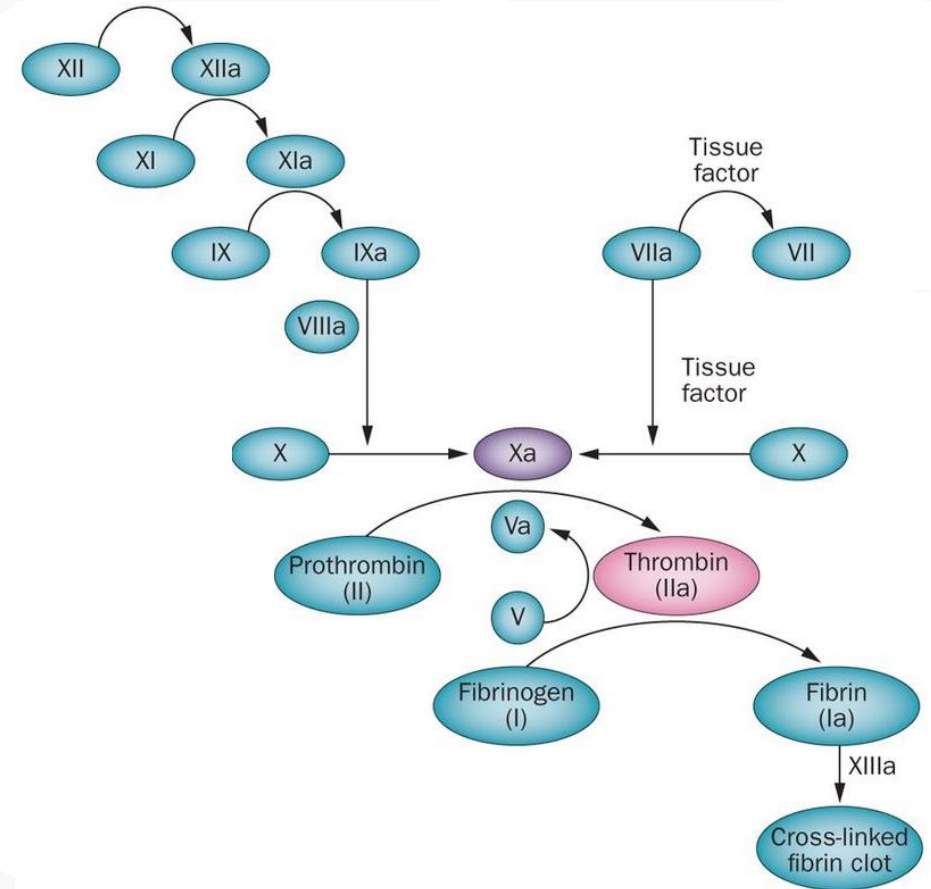 XII
XIIa
XI
XIa
Tissue
factor
IX
IXa
VIIa
VII
VIIIa
Tissue
factor
X
Xa
X
Va
Prothrombin
(II)
Thrombin
(IIa)
V
Fibrinogen
(I)
Fibrin
(Ia)
XIIIa
Cross-linked
fibrin clot